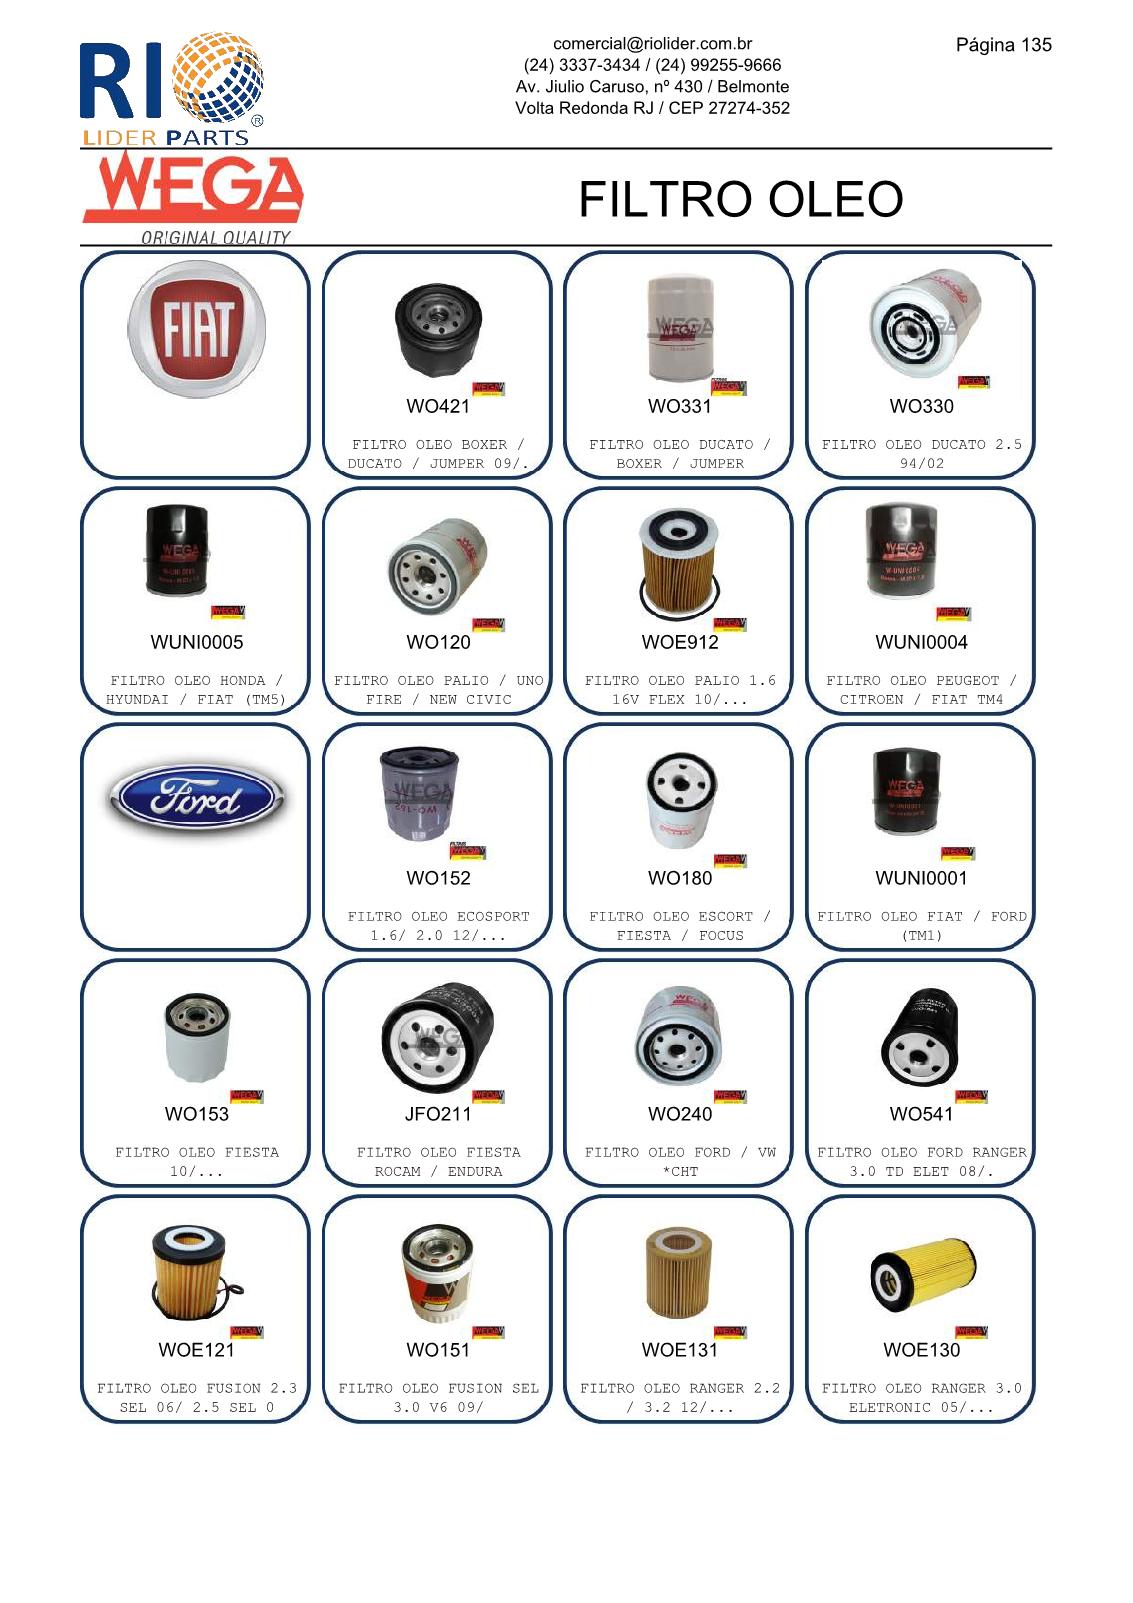 RIO
LIDER PARTS
®
comercial@riolider.com.br
(24) 3337-3434 / (24) 99255-9666
Av. Jiulio Caruso, nº 430 / Belmonte
Volta Redonda RJ / CEP 27274-352
Página 135
WEGA
ORIGINAL QUALITY
FILTRO OLEO
FIAT
WO421
FILTRO OLEO BOXER /
DUCATO / JUMPER 09/.
WO331
FILTRO OLEO DUCATO /
BOXER / JUMPER
WO330
FILTRO OLEO DUCATO 2.5
94/02
WUNI0005
FILTRO OLEO HONDA /
HYUNDAI / FIAT (TM5)
WO120
FILTRO OLEO PALIO / UNO
FIRE / NEW CIVIC
WOE912
FILTRO OLEO PALIO 1.6
16V FLEX 10/...
WUNI0004
FILTRO OLEO PEUGEOT /
CITROEN / FIAT TM4
Ford
WO152
FILTRO OLEO ECOSPORT
1.6/ 2.0 12/...
WO180
FILTRO OLEO ESCORT /
FIESTA / FOCUS
WUNI0001
FILTRO OLEO FIAT / FORD
(TM1)
WO153
FILTRO OLEO FIESTA
10/...
JFO211
FILTRO OLEO FIESTA
ROCAM / ENDURA
WO240
FILTRO OLEO FORD / VW
*CHT
WO541
FILTRO OLEO FORD RANGER
3.0 TD ELET 08/.
WOE121
FILTRO OLEO FUSION 2.3
SEL 06/ 2.5 SEL 0
WO151
FILTRO OLEO FUSION SEL
3.0 V6 09/
WOE131
FILTRO OLEO RANGER 2.2
/ 3.2 12/...
WOE130
FILTRO OLEO RANGER 3.0
ELETRONIC 05/...